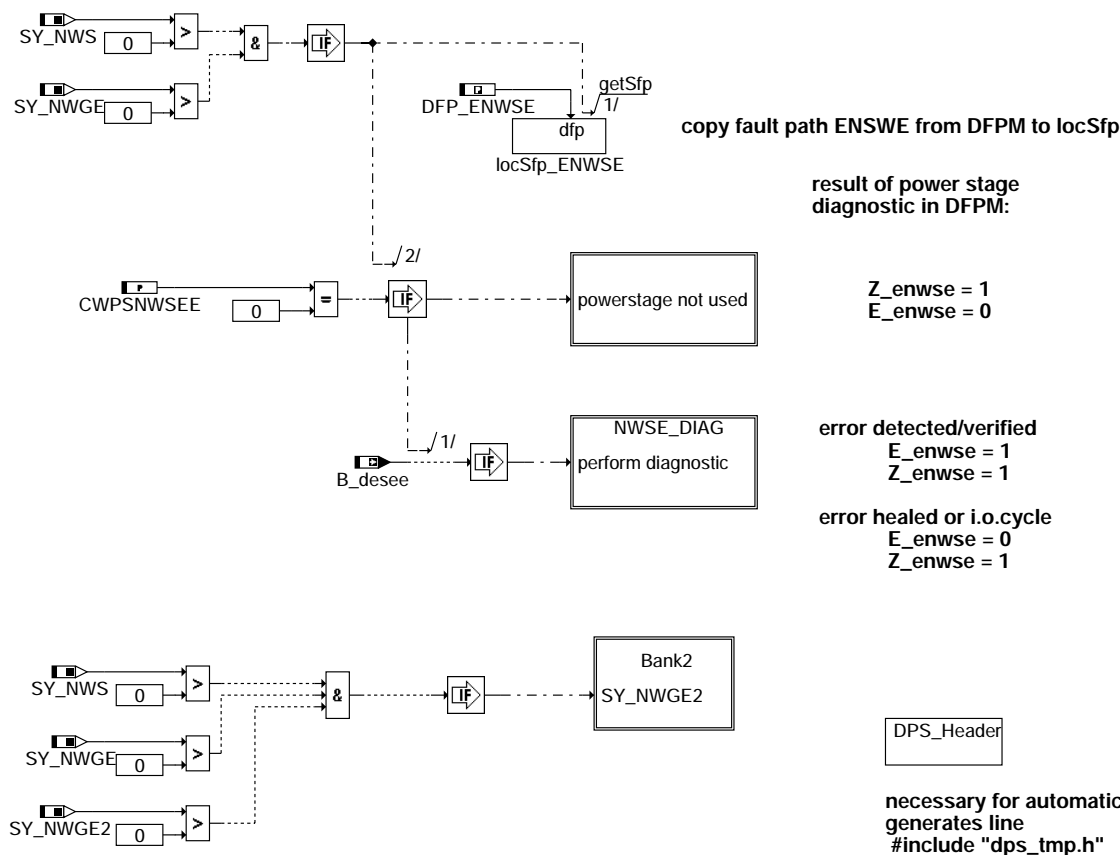 SY_NWS
0
>
&
IF
SY_NWGE
0
>
getSfp
1/
DFP_ENWSE
dfp
locSfp_ENWSE
copy fault path ENSWE from DFPM to locSfp
result of power stage
diagnostic in DFPM:
2/
CWPSNWSEE
0
=
IF
powerstage not used
Z_enwse = 1
E_enwse = 0
1/
B_desee
IF
NWSE_DIAG
perform diagnostic
error detected/verified
E_enwse = 1
Z_enwse = 1
error healed or i.o.cycle
E_enwse = 0
Z_enwse = 1
SY_NWS
0
>
&
IF
Bank2
SY_NWGE2
SY_NWGE
0
>
SY_NWGE2
0
>
DPS_Header
necessary for automatic
generates line
#include "dps_tmp.h"